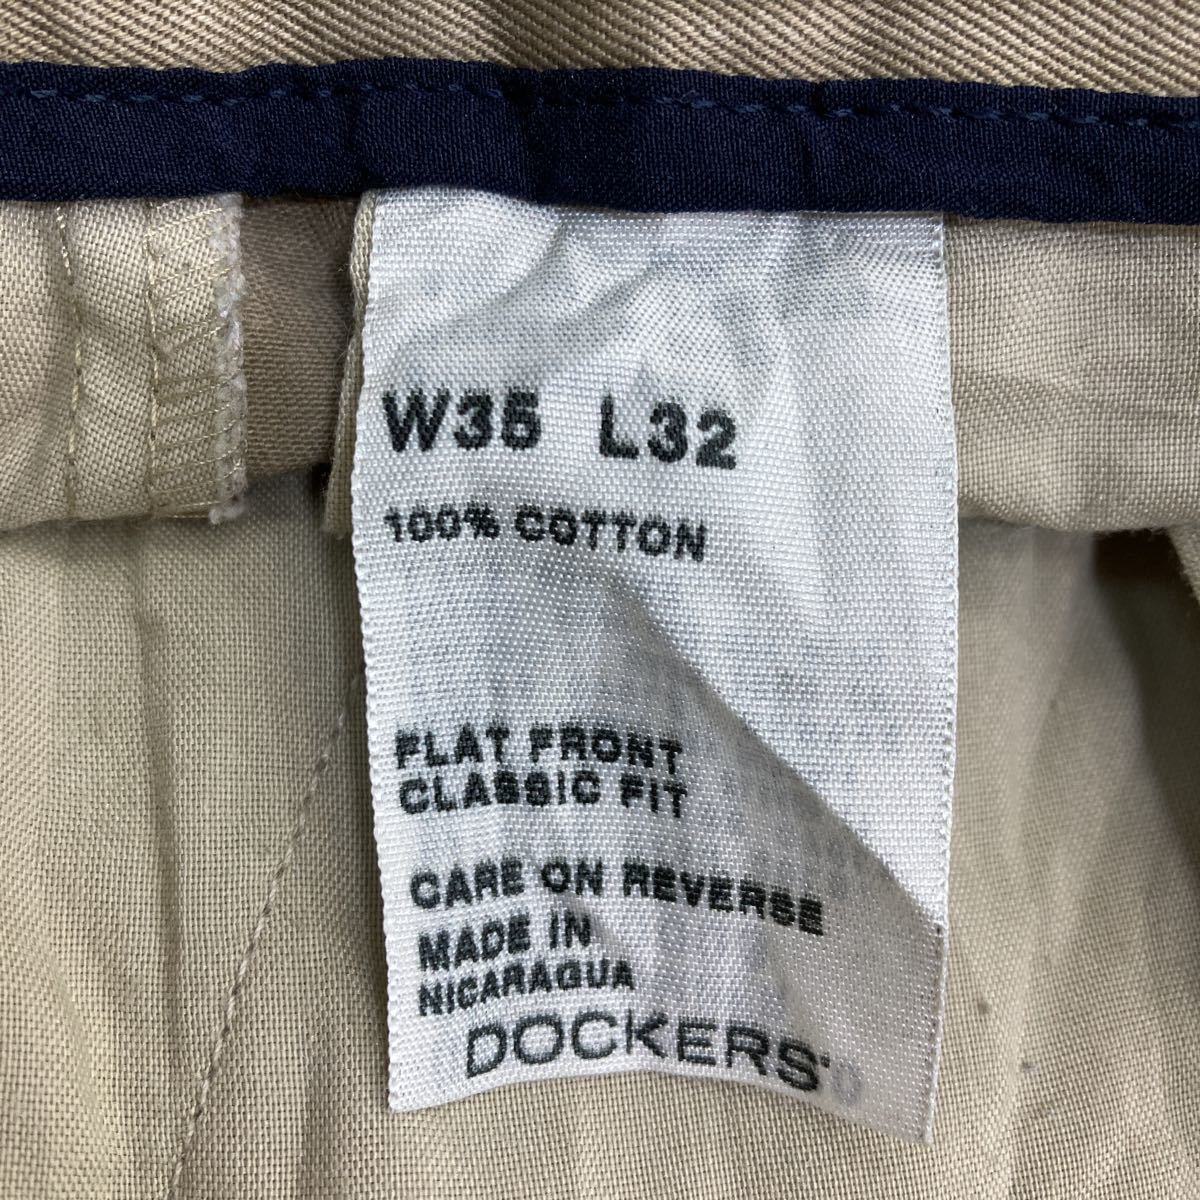 W35 L32
100% COTTON
FLAT FRONT
CLASSIC FIT
CARE ON REVERSE
MADE IN
NICARAGUA
DOCKERS